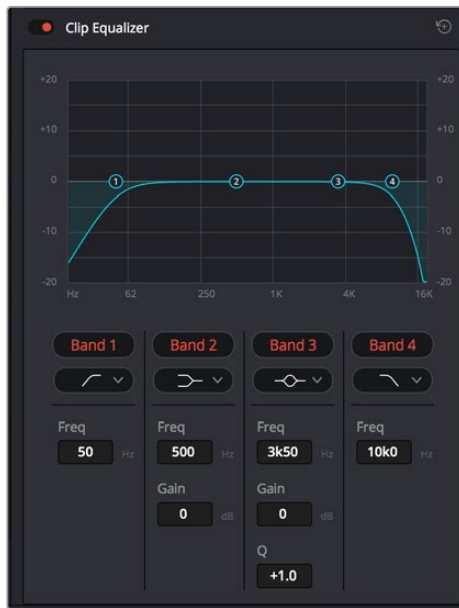 Clip Equalizer
+20 +20
+10 +10
0 1 2 3 4 0
-10 -10
-20 -20
Hz 62 250 1K 4K 16K
Band 1 Band 2 Band 3 Band 4
Freq Freq Freq Freq
50 Hz 500 Hz 3k50 Hz 10k0 Hz
Gain Gain
0 dB 0 dB
Q
+1.0